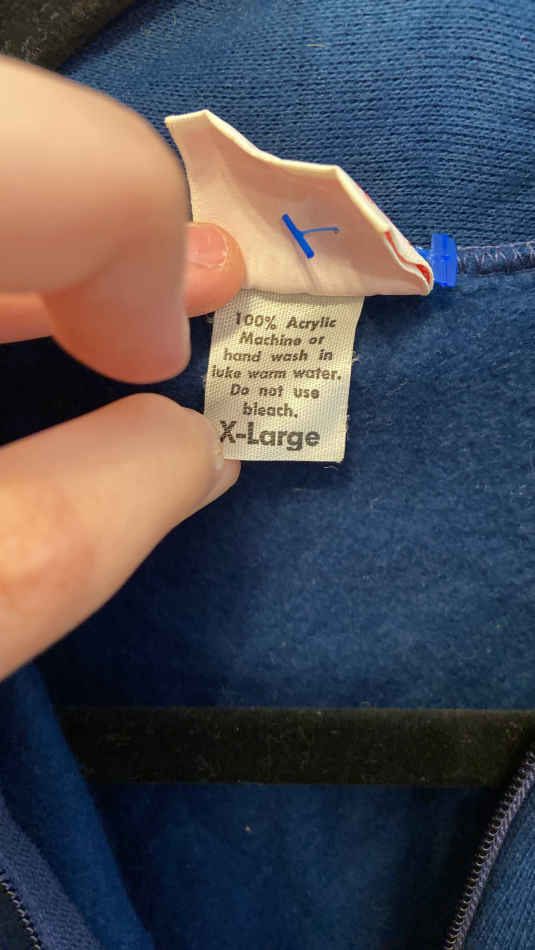 100% Acrylic
Machine or
hand wash in
luke warm water.
Do not use
bleach.
X-Large